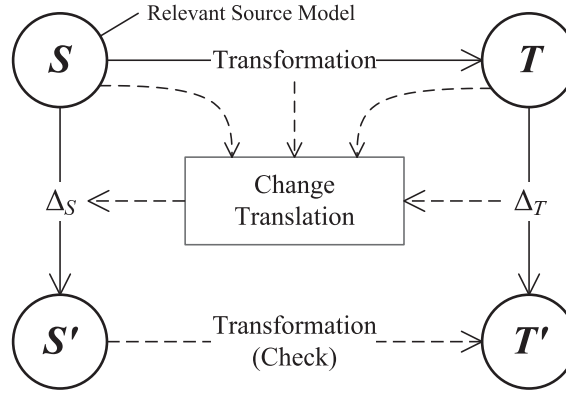 Relevant Source Model
S
Transformation
T
Change
Translation
Δ_S
Δ_T
S'
Transformation
(Check)
T'